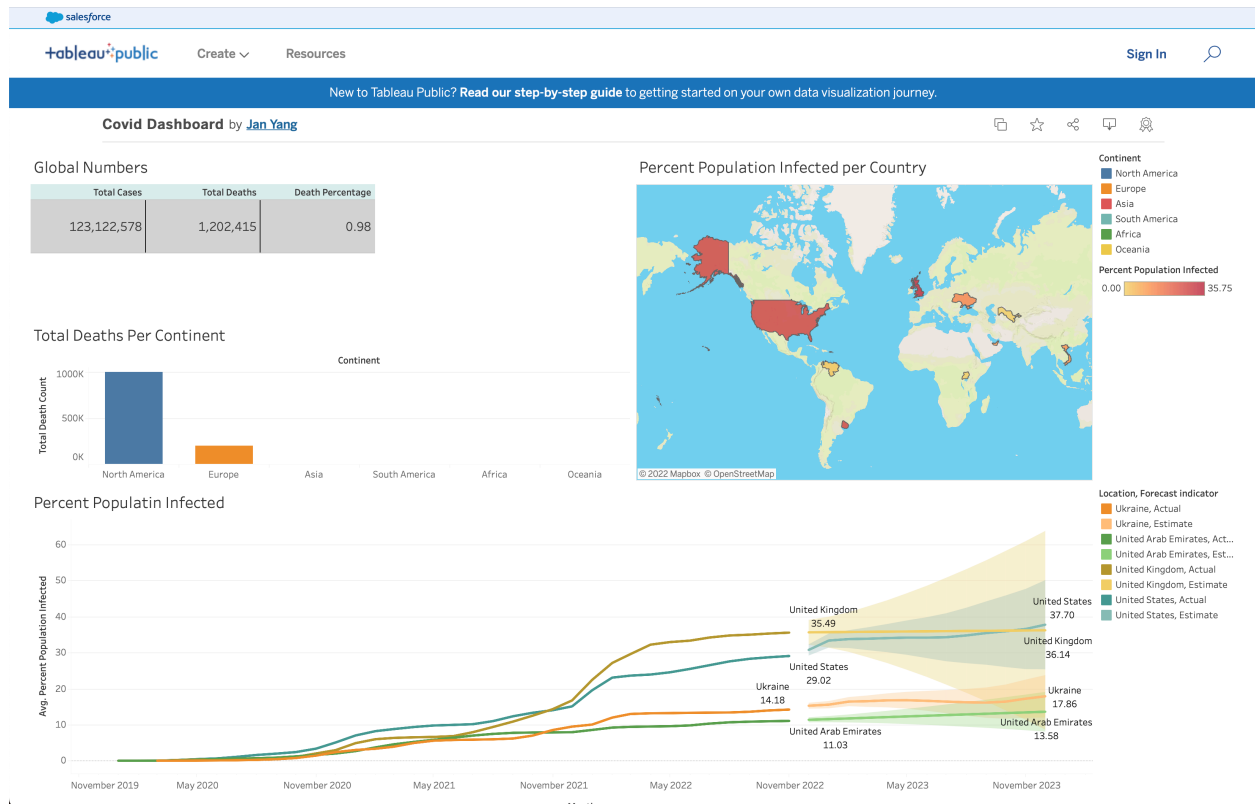 salesforce
+ableau public
Create
Resources
Sign In
New to Tableau Public? Read our step-by-step guide to getting started on your own data visualization journey.
Covid Dashboard by Jan Yang
Global Numbers
Total Cases Total Deaths Death Percentage
123,122,578 1,202,415 0.98
Percent Population Infected per Country
© 2022 Mapbox © OpenStreetMap
Continent
North America
Europe
Asia
South America
Africa
Oceania
Percent Population Infected
0.00 35.75
Total Deaths Per Continent
Continent
Total Death Count
1000K
500K
0K
North America Europe Asia South America Africa Oceania
Percent Populatin Infected
Avg. Percent Population Infected
60
50
40
30
20
10
0
United Kingdom
35.49
United States
29.02
Ukraine
14.18
United Arab Emirates
11.03
United States
37.70
United Kingdom
36.14
Ukraine
17.86
United Arab Emirates
13.58
November 2019 May 2020 November 2020 May 2021 November 2021 May 2022 November 2022 May 2023 November 2023
Location, Forecast indicator
Ukraine, Actual
Ukraine, Estimate
United Arab Emirates, Act...
United Arab Emirates, Est...
United Kingdom, Actual
United Kingdom, Estimate
United States, Actual
United States, Estimate